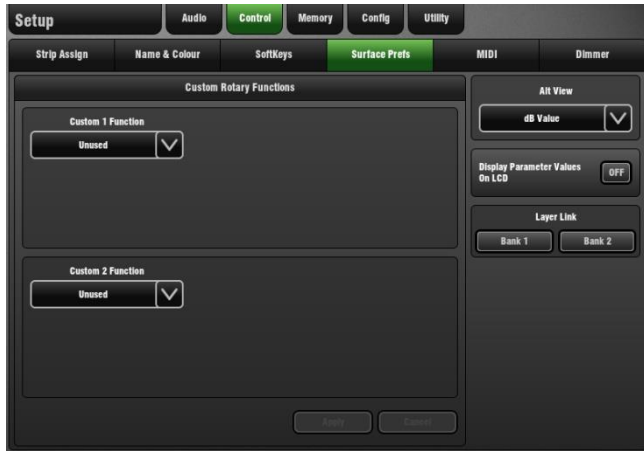 Setup
Audio
Control
Memory
Config
Utility
Strip Assign
Name & Colour
SoftKeys
Surface Prefs
MIDI
Dimmer
Custom Rotary Functions
Custom 1 Function
Unused
Custom 2 Function
Unused
Apply
Cancel
Alt View
dB Value
Display Parameter Values
On LCD
OFF
Layer Link
Bank 1
Bank 2